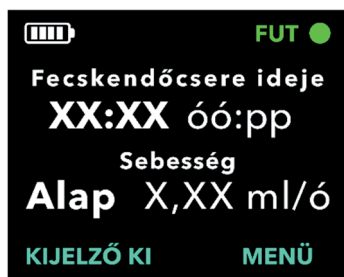 FUT
Fecskendőcsere ideje
XX:XX óó:pp
Sebesség
Alap X,XX ml/ó
KIJELZŐ KI MENÜ